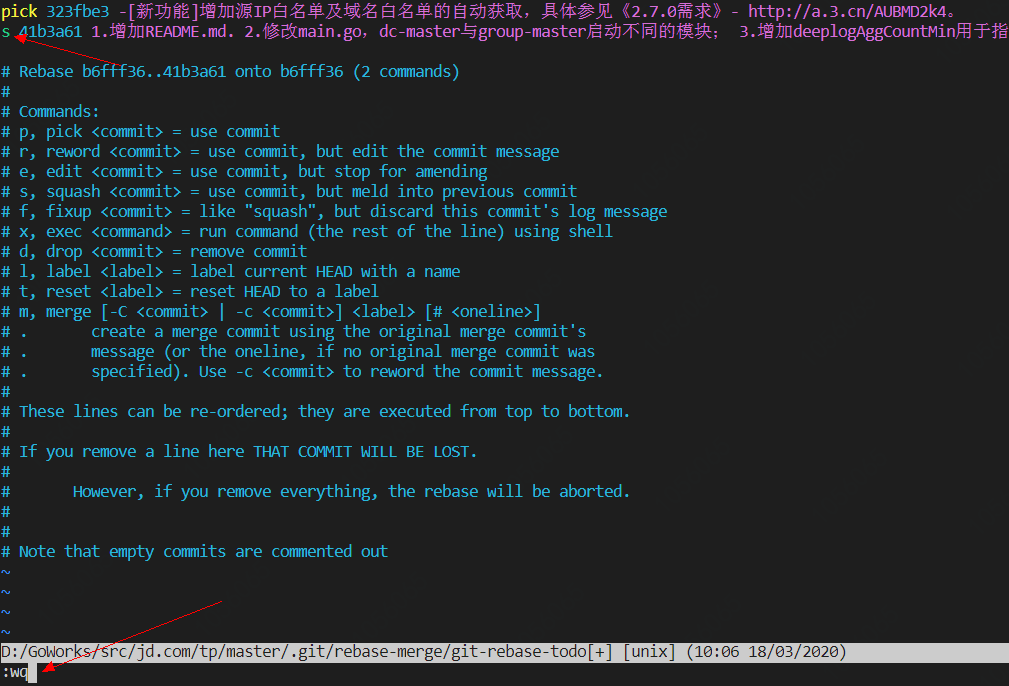 pick 323fbe3 -[新功能]增加源IP白名单及域名白名单的自动获取，具体参见《2.7.0需求》- http://a.3.cn/AUBMD2k4。
s 41b3a61 1.增加README.md. 2.修改main.go，dc-master与group-master启动不同的模块； 3.增加deeplogAggCountMin用于指
# Rebase b6fff36..41b3a61 onto b6fff36 (2 commands)
#
# Commands:
# p, pick <commit> = use commit
# r, reword <commit> = use commit, but edit the commit message
# e, edit <commit> = use commit, but stop for amending
# s, squash <commit> = use commit, but meld into previous commit
# f, fixup <commit> = like "squash", but discard this commit's log message
# x, exec <command> = run command (the rest of the line) using shell
# d, drop <commit> = remove commit
# l, label <label> = label current HEAD with a name
# t, reset <label> = reset HEAD to a label
# m, merge [-C <commit> | -c <commit>] <label> [# <oneline>]
# .       create a merge commit using the original merge commit's
# .       message (or the oneline, if no original merge commit was
# .       specified). Use -c <commit> to reword the commit message.
#
# These lines can be re-ordered; they are executed from top to bottom.
#
# If you remove a line here THAT COMMIT WILL BE LOST.
#
#       However, if you remove everything, the rebase will be aborted.
#
#
# Note that empty commits are commented out
~
~
~
~
D:/GoWorks/src/jd.com/tp/master/.git/rebase-merge/git-rebase-todo[+] [unix] (10:06 18/03/2020)
:wq